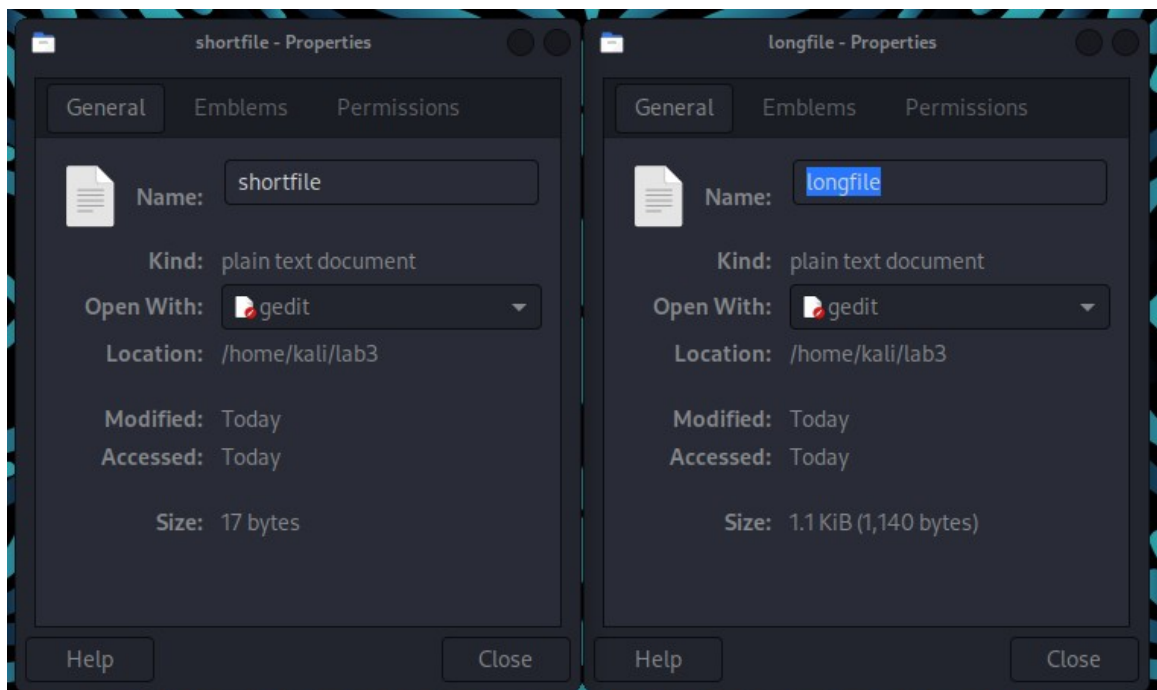 shortfile - Properties
General Emblems Permissions
Name: shortfile
Kind: plain text document
Open With: gedit
Location: /home/kali/lab3
Modified: Today
Accessed: Today
Size: 17 bytes
Help Close
longfile - Properties
General Emblems Permissions
Name: longfile
Kind: plain text document
Open With: gedit
Location: /home/kali/lab3
Modified: Today
Accessed: Today
Size: 1.1 KiB (1,140 bytes)
Help Close